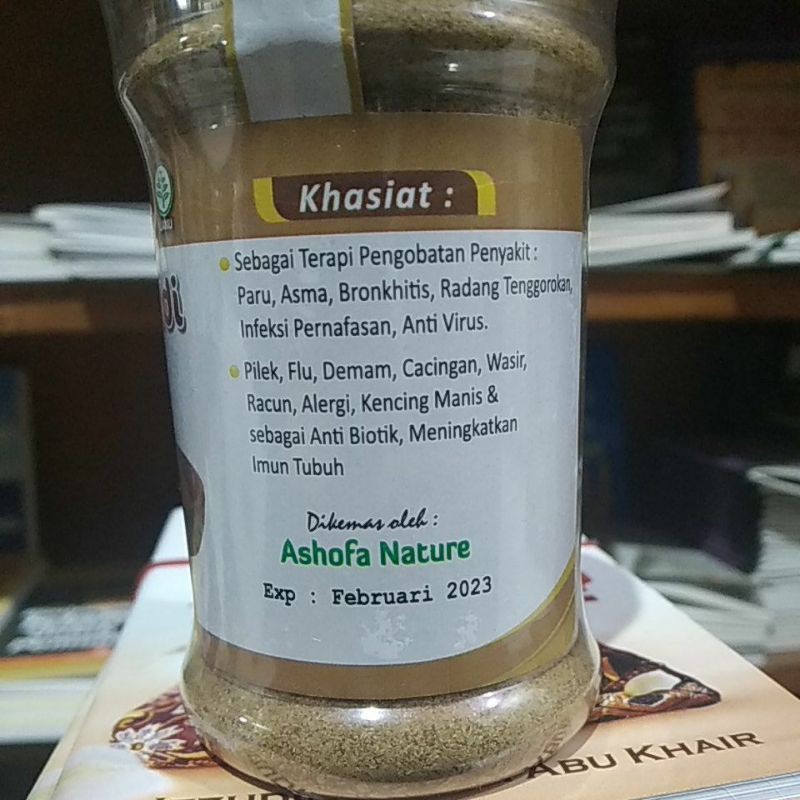 Khasiat :
Sebagai Terapi Pengobatan Penyakit :
Paru, Asma, Bronkhitis, Radang Tenggorokan,
Infeksi Pernafasan, Anti Virus.
Pilek, Flu, Demam, Cacingan, Wasir,
Racun, Alergi, Kencing Manis &
sebagai Anti Biotik, Meningkatkan
Imun Tubuh
di
Dikemas oleh :
Ashofa Nature
Exp : Februari 2023
ABU KHAIR